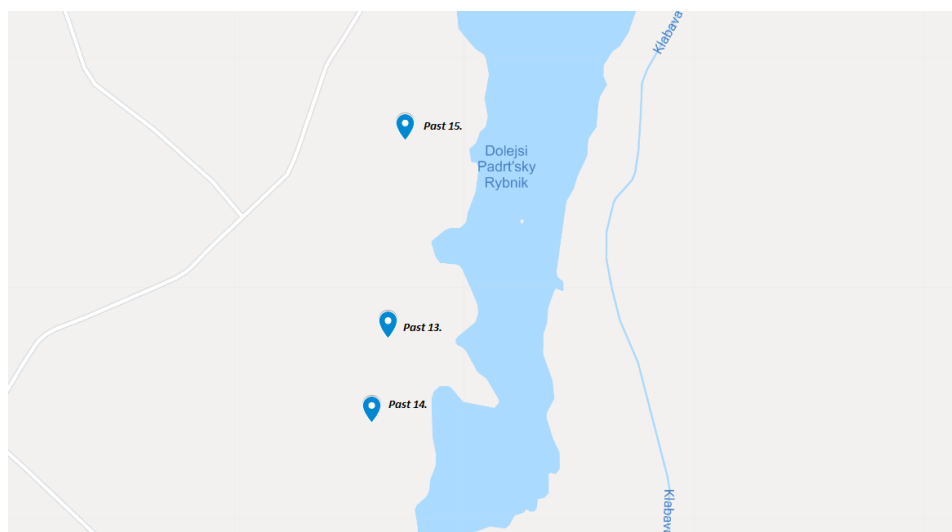 Klabava
Past 15.
Dolejsi
Padrt'sky
Rybnik
Past 13.
Past 14.
Klabava